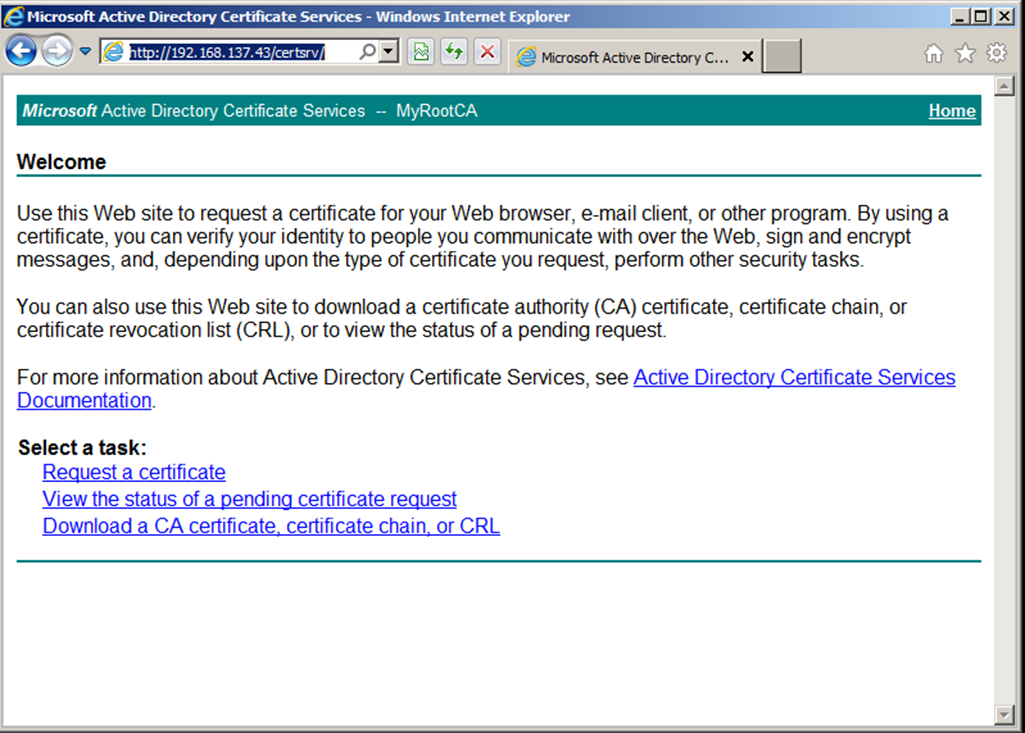 Microsoft Active Directory Certificate Services - Windows Internet Explorer
http://192.168.137.43/certsrv/
Microsoft Active Directory C...
Microsoft Active Directory Certificate Services -- MyRootCA
Home
Welcome
Use this Web site to request a certificate for your Web browser, e-mail client, or other program. By using a
certificate, you can verify your identity to people you communicate with over the Web, sign and encrypt
messages, and, depending upon the type of certificate you request, perform other security tasks.
You can also use this Web site to download a certificate authority (CA) certificate, certificate chain, or
certificate revocation list (CRL), or to view the status of a pending request.
For more information about Active Directory Certificate Services, see Active Directory Certificate Services
Documentation.
Select a task:
Request a certificate
View the status of a pending certificate request
Download a CA certificate, certificate chain, or CRL